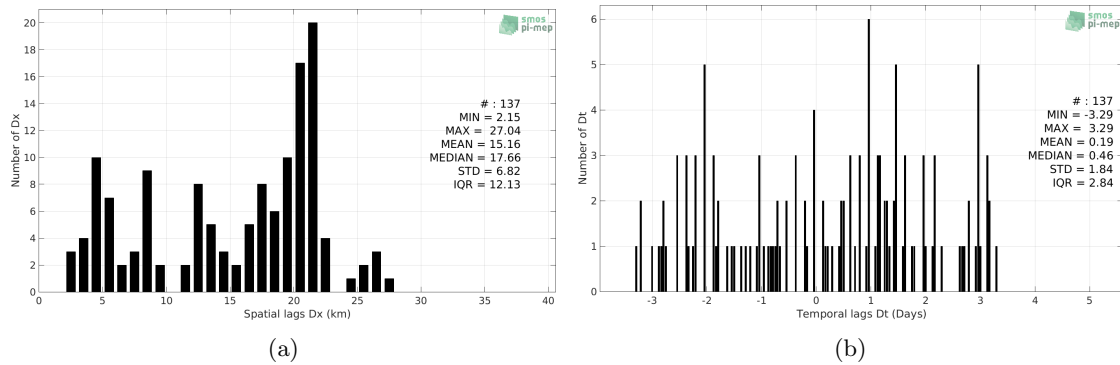 20
18
16
14
12
10
8
6
4
2
0
Number of Dx
smos
pi-mep
# : 137
MIN = 2.15
MAX = 27.04
MEAN = 15.16
MEDIAN = 17.66
STD = 6.82
IQR = 12.13
0 5 10 15 20 25 30 35 40
Spatial lags Dx (km)
(a)
6
5
4
3
2
1
0
Number of Dt
smos
pi-mep
# : 137
MIN = -3.29
MAX = 3.29
MEAN = 0.19
MEDIAN = 0.46
STD = 1.84
IQR = 2.84
-3 -2 -1 0 1 2 3 4 5
Temporal lags Dt (Days)
(b)